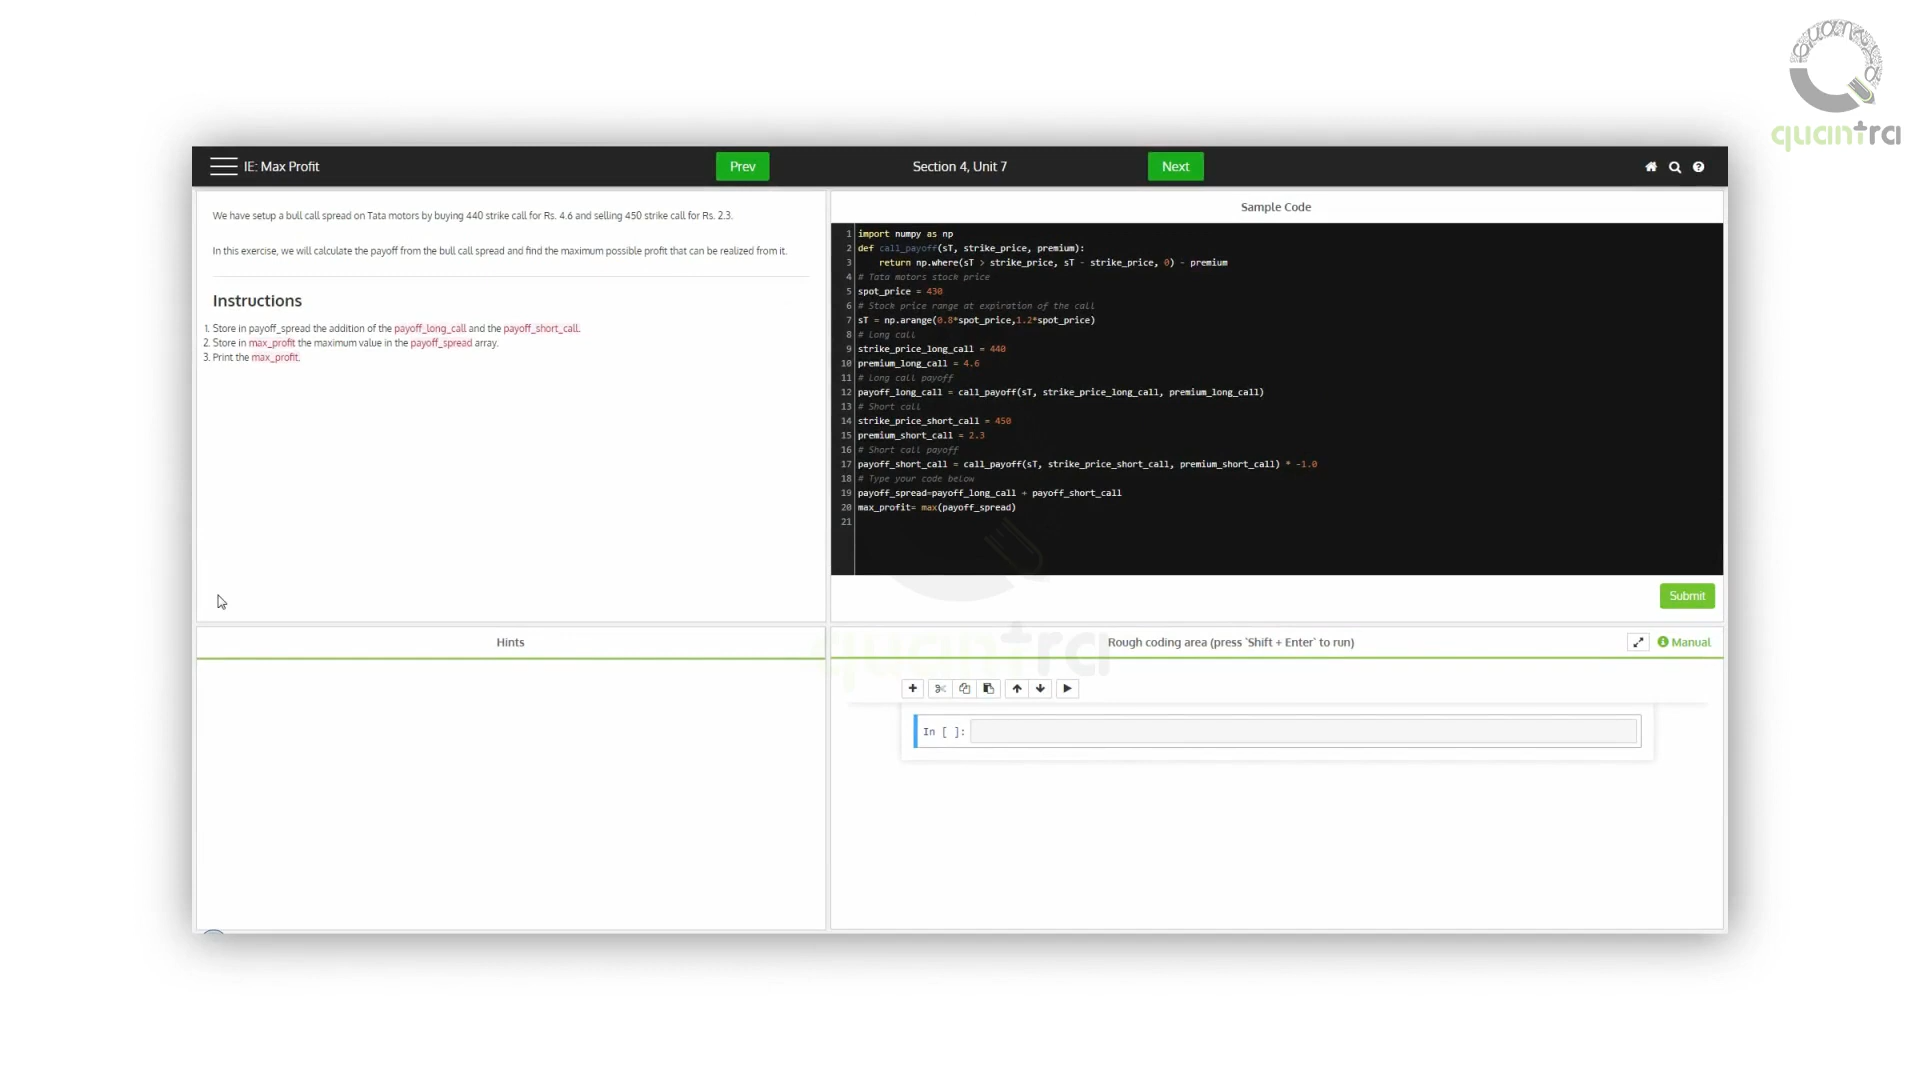 quantra
IE: Max Profit
Prev
Section 4, Unit 7
Next
We have setup a bull call spread on Tata motors by buying 440 strike call for Rs. 4.6 and selling 450 strike call for Rs. 2.3.
In this exercise, we will calculate the payoff from the bull call spread and find the maximum possible profit that can be realized from it.
Instructions
1. Store in payoff_spread the addition of the payoff_long_call and the payoff_short_call.
2. Store in max_profit the maximum value in the payoff_spread array.
3. Print the max_profit.
Sample Code
1 import numpy as np
2 def call_payoff(sT, strike_price, premium):
3 return np.where(sT > strike_price, sT - strike_price, 0) - premium
4 # Tata motors stock price
5 spot_price = 430
6 # Stock price range at expiration of the call
7 sT = np.arange(0.8*spot_price,1.2*spot_price)
8 # Long call
9 strike_price_long_call = 440
10 premium_long_call = 4.6
11 # Long call payoff
12 payoff_long_call = call_payoff(sT, strike_price_long_call, premium_long_call)
13 # Short call
14 strike_price_short_call = 450
15 premium_short_call = 2.3
16 # Short call payoff
17 payoff_short_call = call_payoff(sT, strike_price_short_call, premium_short_call) * -1.0
18 # Type your code below
19 payoff_spread=payoff_long_call + payoff_short_call
20 max_profit= max(payoff_spread)
21
Submit
Hints
Rough coding area (press `Shift + Enter` to run)
Manual
quantra
In [ ]: